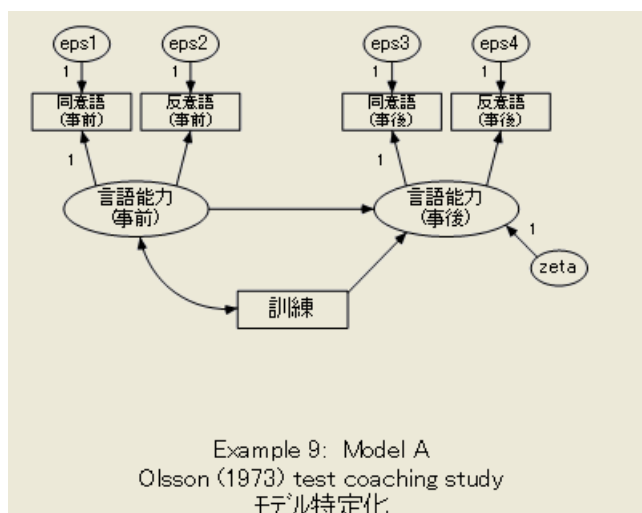 eps1 eps2 eps3 eps4
1 1 1 1
同意語 反意語 同意語 反意語
(事前) (事前) (事後) (事後)
1 1
言語能力 言語能力
(事前) (事後)
1
zeta
訓練
Example 9: Model A
Olsson (1973) test coaching study
モデル特定化